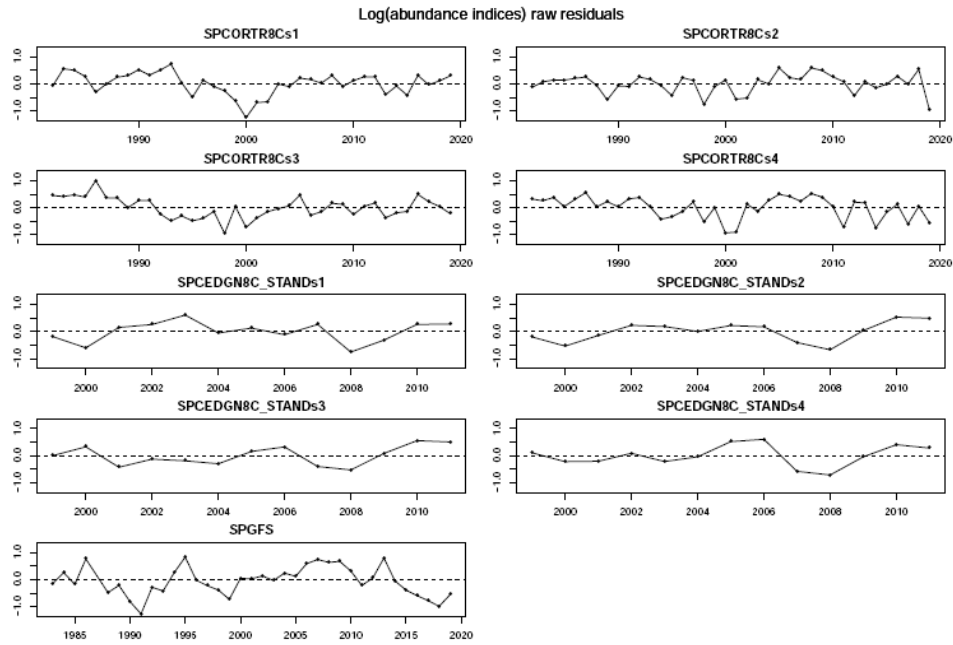 Log(abundance indices) raw residuals
SPCORTR8Cs1
1.0
0.0
-1.0
1990 2000 2010 2020
SPCORTR8Cs2
1.0
0.0
-1.0
1990 2000 2010 2020
SPCORTR8Cs3
1.0
0.0
-1.0
1990 2000 2010 2020
SPCORTR8Cs4
1.0
0.0
-1.0
1990 2000 2010 2020
SPCEDGN8C_STANDs1
1.0
0.0
-1.0
2000 2002 2004 2006 2008 2010
SPCEDGN8C_STANDs2
1.0
0.0
-1.0
2000 2002 2004 2006 2008 2010
SPCEDGN8C_STANDs3
1.0
0.0
-1.0
2000 2002 2004 2006 2008 2010
SPCEDGN8C_STANDs4
1.0
0.0
-1.0
2000 2002 2004 2006 2008 2010
SPGFS
1.0
0.0
-1.0
1985 1990 1995 2000 2005 2010 2015 2020